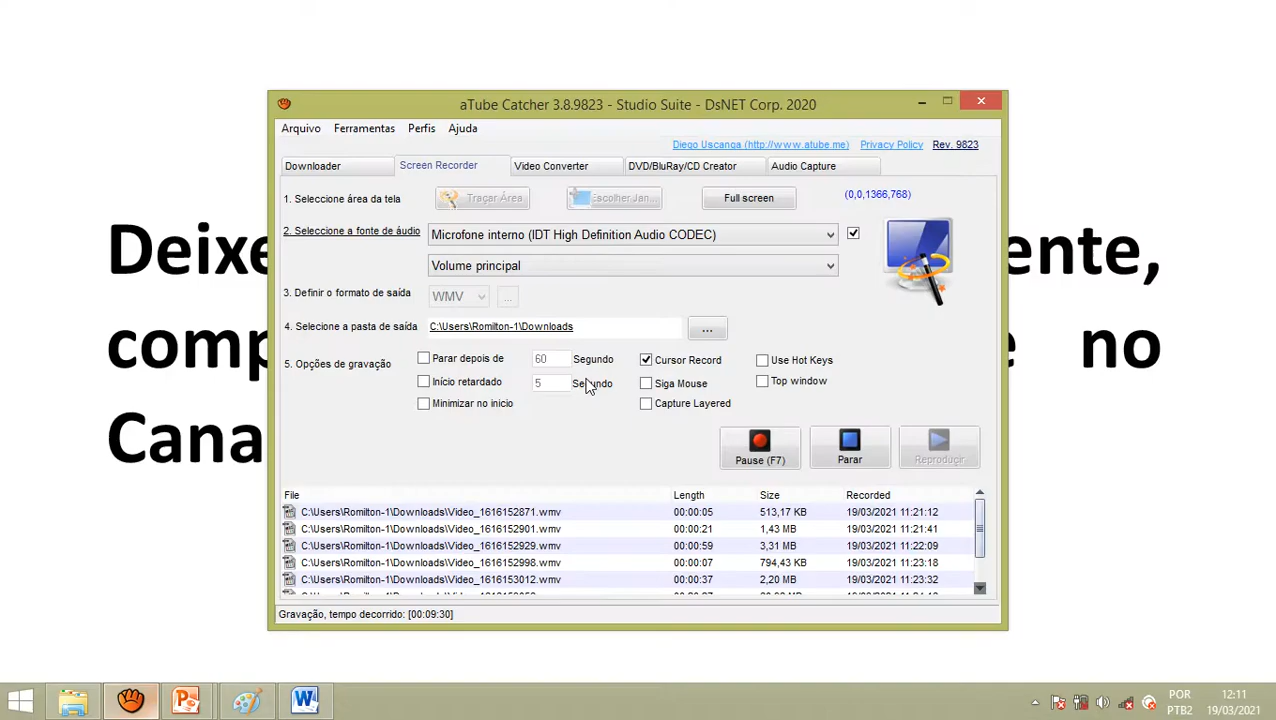 aTube Catcher 3.8.9823 - Studio Suite - DsNET Corp. 2020
Arquivo Ferramentas Perfis Ajuda
Diego Uscanga (http://www.atube.me) Privacy Policy Rev. 9823
Downloader Screen Recorder Video Converter DVD/BluRay/CD Creator Audio Capture
1. Seleccione área da tela Traçar Área Escolher Jan... Full screen (0,0,1366,768)
2. Seleccione a fonte de áudio Microfone interno (IDT High Definition Audio CODEC)
Volume principal
3. Definir o formato de saída WMV ...
4. Selecione a pasta de saída C:\Users\Romilton-1\Downloads ...
5. Opções de gravação Parar depois de 60 Segundo Cursor Record Use Hot Keys
Início retardado 5 Segundo Siga Mouse Top window
Minimizar no inicio Capture Layered
Pause (F7) Parar Reproduçir
File Length Size Recorded
C:\Users\Romilton-1\Downloads\Video_1616152871.wmv 00:00:05 513,17 KB 19/03/2021 11:21:12
C:\Users\Romilton-1\Downloads\Video_1616152901.wmv 00:00:21 1,43 MB 19/03/2021 11:21:41
C:\Users\Romilton-1\Downloads\Video_1616152929.wmv 00:00:59 3,31 MB 19/03/2021 11:22:09
C:\Users\Romilton-1\Downloads\Video_1616152998.wmv 00:00:07 794,43 KB 19/03/2021 11:23:18
C:\Users\Romilton-1\Downloads\Video_1616153012.wmv 00:00:37 2,20 MB 19/03/2021 11:23:32
Gravação, tempo decorrido: [00:09:30]
Deixe ente,
comp no
Cana
POR 12:11
PTB2 19/03/2021